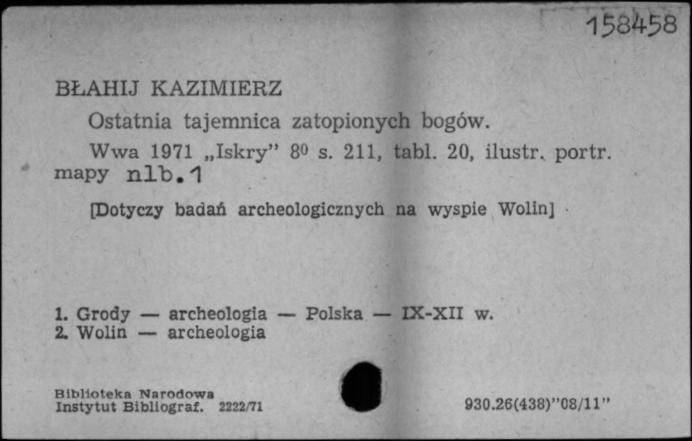 158458
BŁAHIJ KAZIMIERZ
Ostatnia tajemnica zatopionych bogów.
Wwa 1971 „Iskry” 8⁰ s. 211, tabl. 20, ilustr. portr.
mapy nlb.1
[Dotyczy badań archeologicznych na wyspie Wolin]
1. Grody — archeologia — Polska — IX-XII w.
2. Wolin — archeologia
Biblioteka Narodowa
Instytut Bibliograf. 2222/71
930.26(438)”08/11”